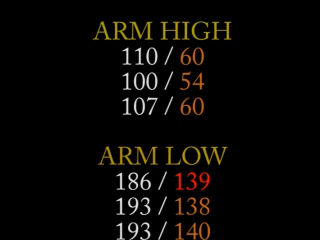 ARM HIGH
110 / 60
100 / 54
107 / 60
ARM LOW
186 / 139
193 / 138
193 / 140